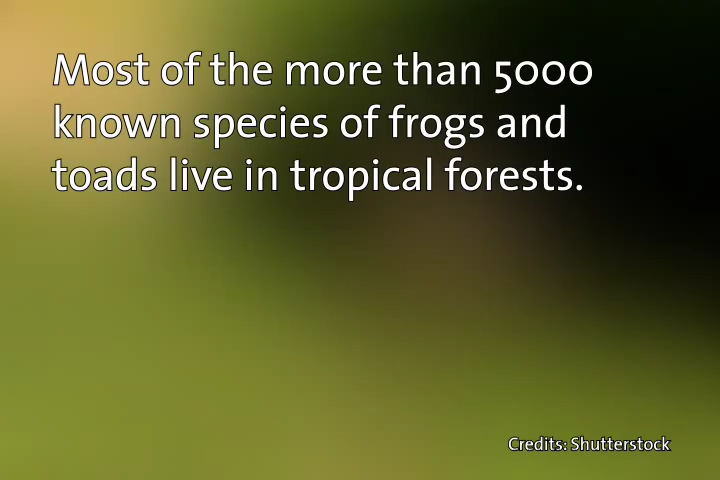 Most of the more than 5000
known species of frogs and
toads live in tropical forests.
Credits: Shutterstock